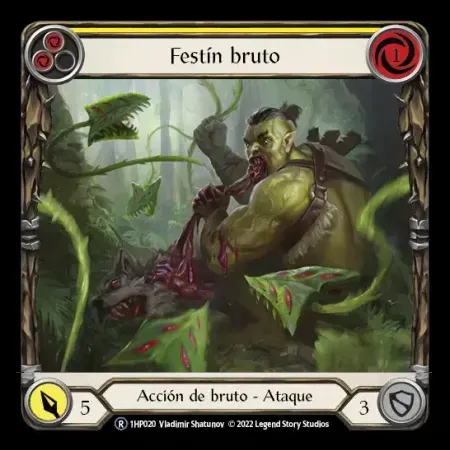 Festín bruto
1
Acción de bruto - Ataque
5
3
R 1HP020 Vladimir Shatunov © 2022 Legend Story Studios